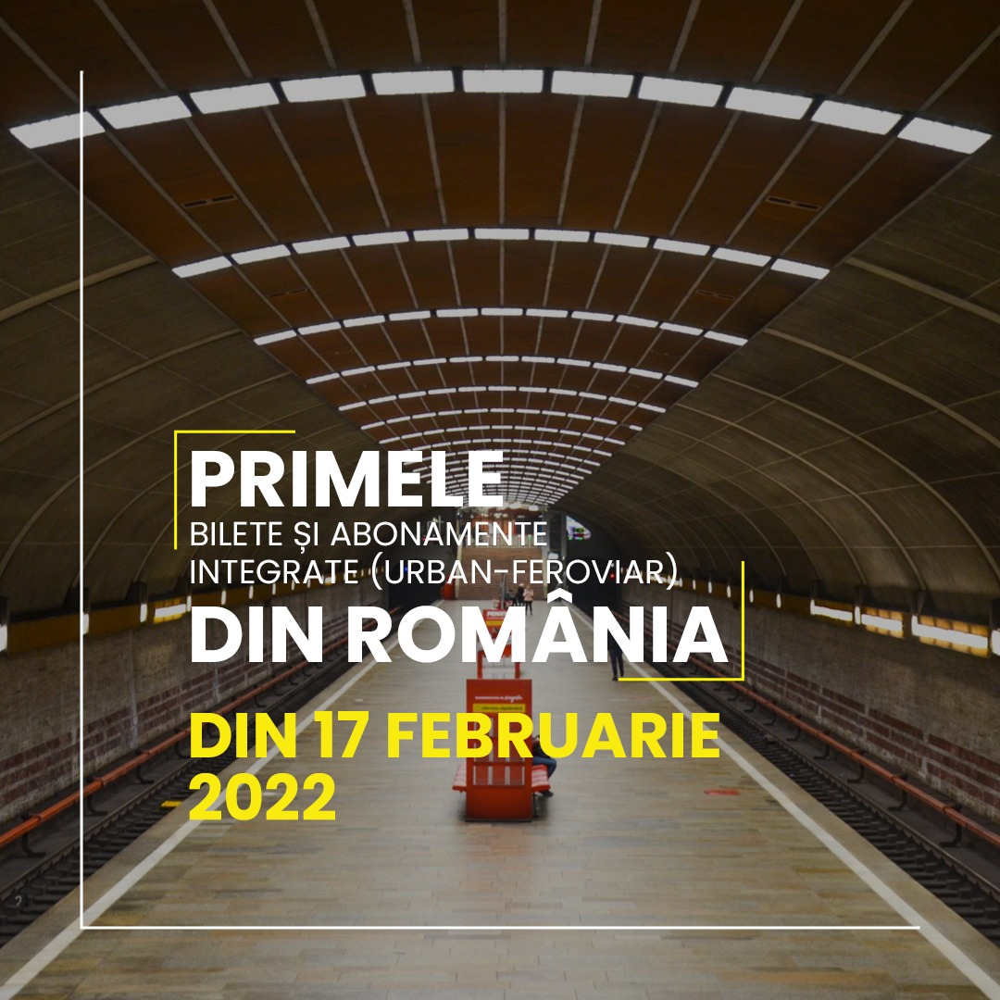 PRIMELE
BILETE ȘI ABONAMENTE
INTEGRATE (URBAN-FEROVIAR)
DIN ROMÂNIA
DIN 17 FEBRUARIE
2022